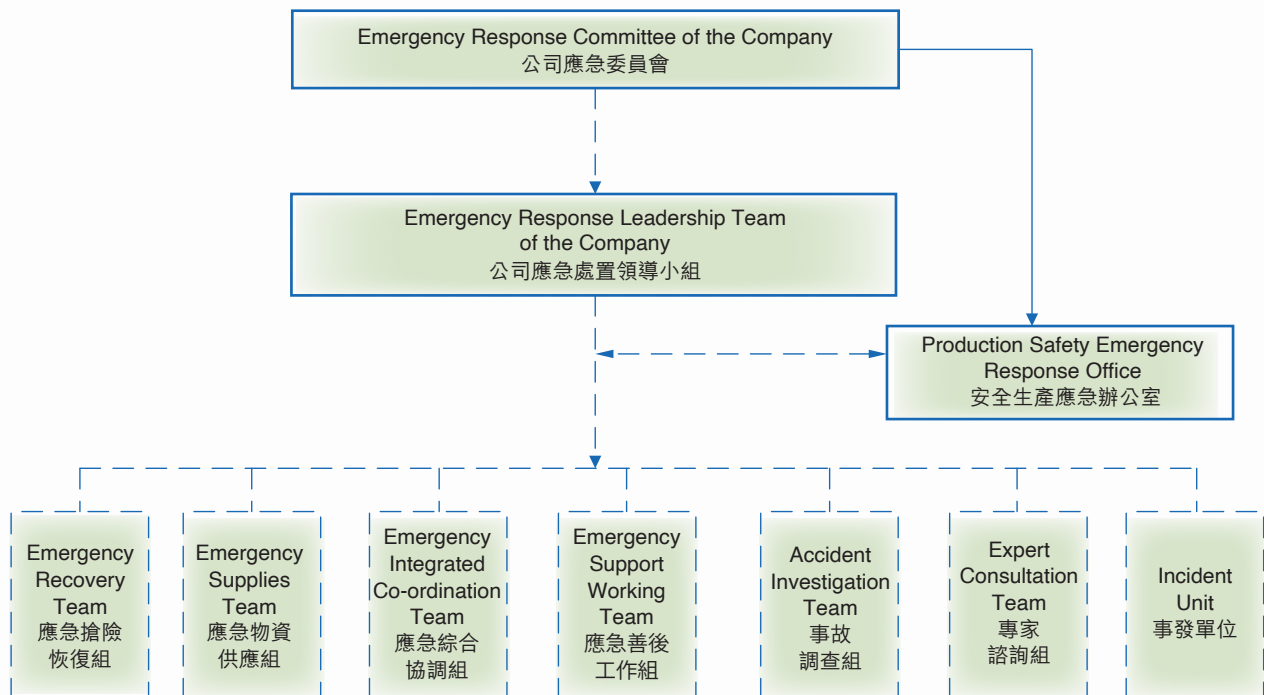 Emergency Response Committee of the Company
公司應急委員會
Emergency Response Leadership Team
of the Company
公司應急處置領導小組
Production Safety Emergency
Response Office
安全生產應急辦公室
Emergency
Recovery
Team
應急搶險
恢復組
Emergency
Supplies
Team
應急物資
供應組
Emergency
Integrated
Co-ordination
Team
應急綜合
協調組
Emergency
Support
Working
Team
應急善後
工作組
Accident
Investigation
Team
事故
調查組
Expert
Consultation
Team
專家
諮詢組
Incident
Unit
事發單位